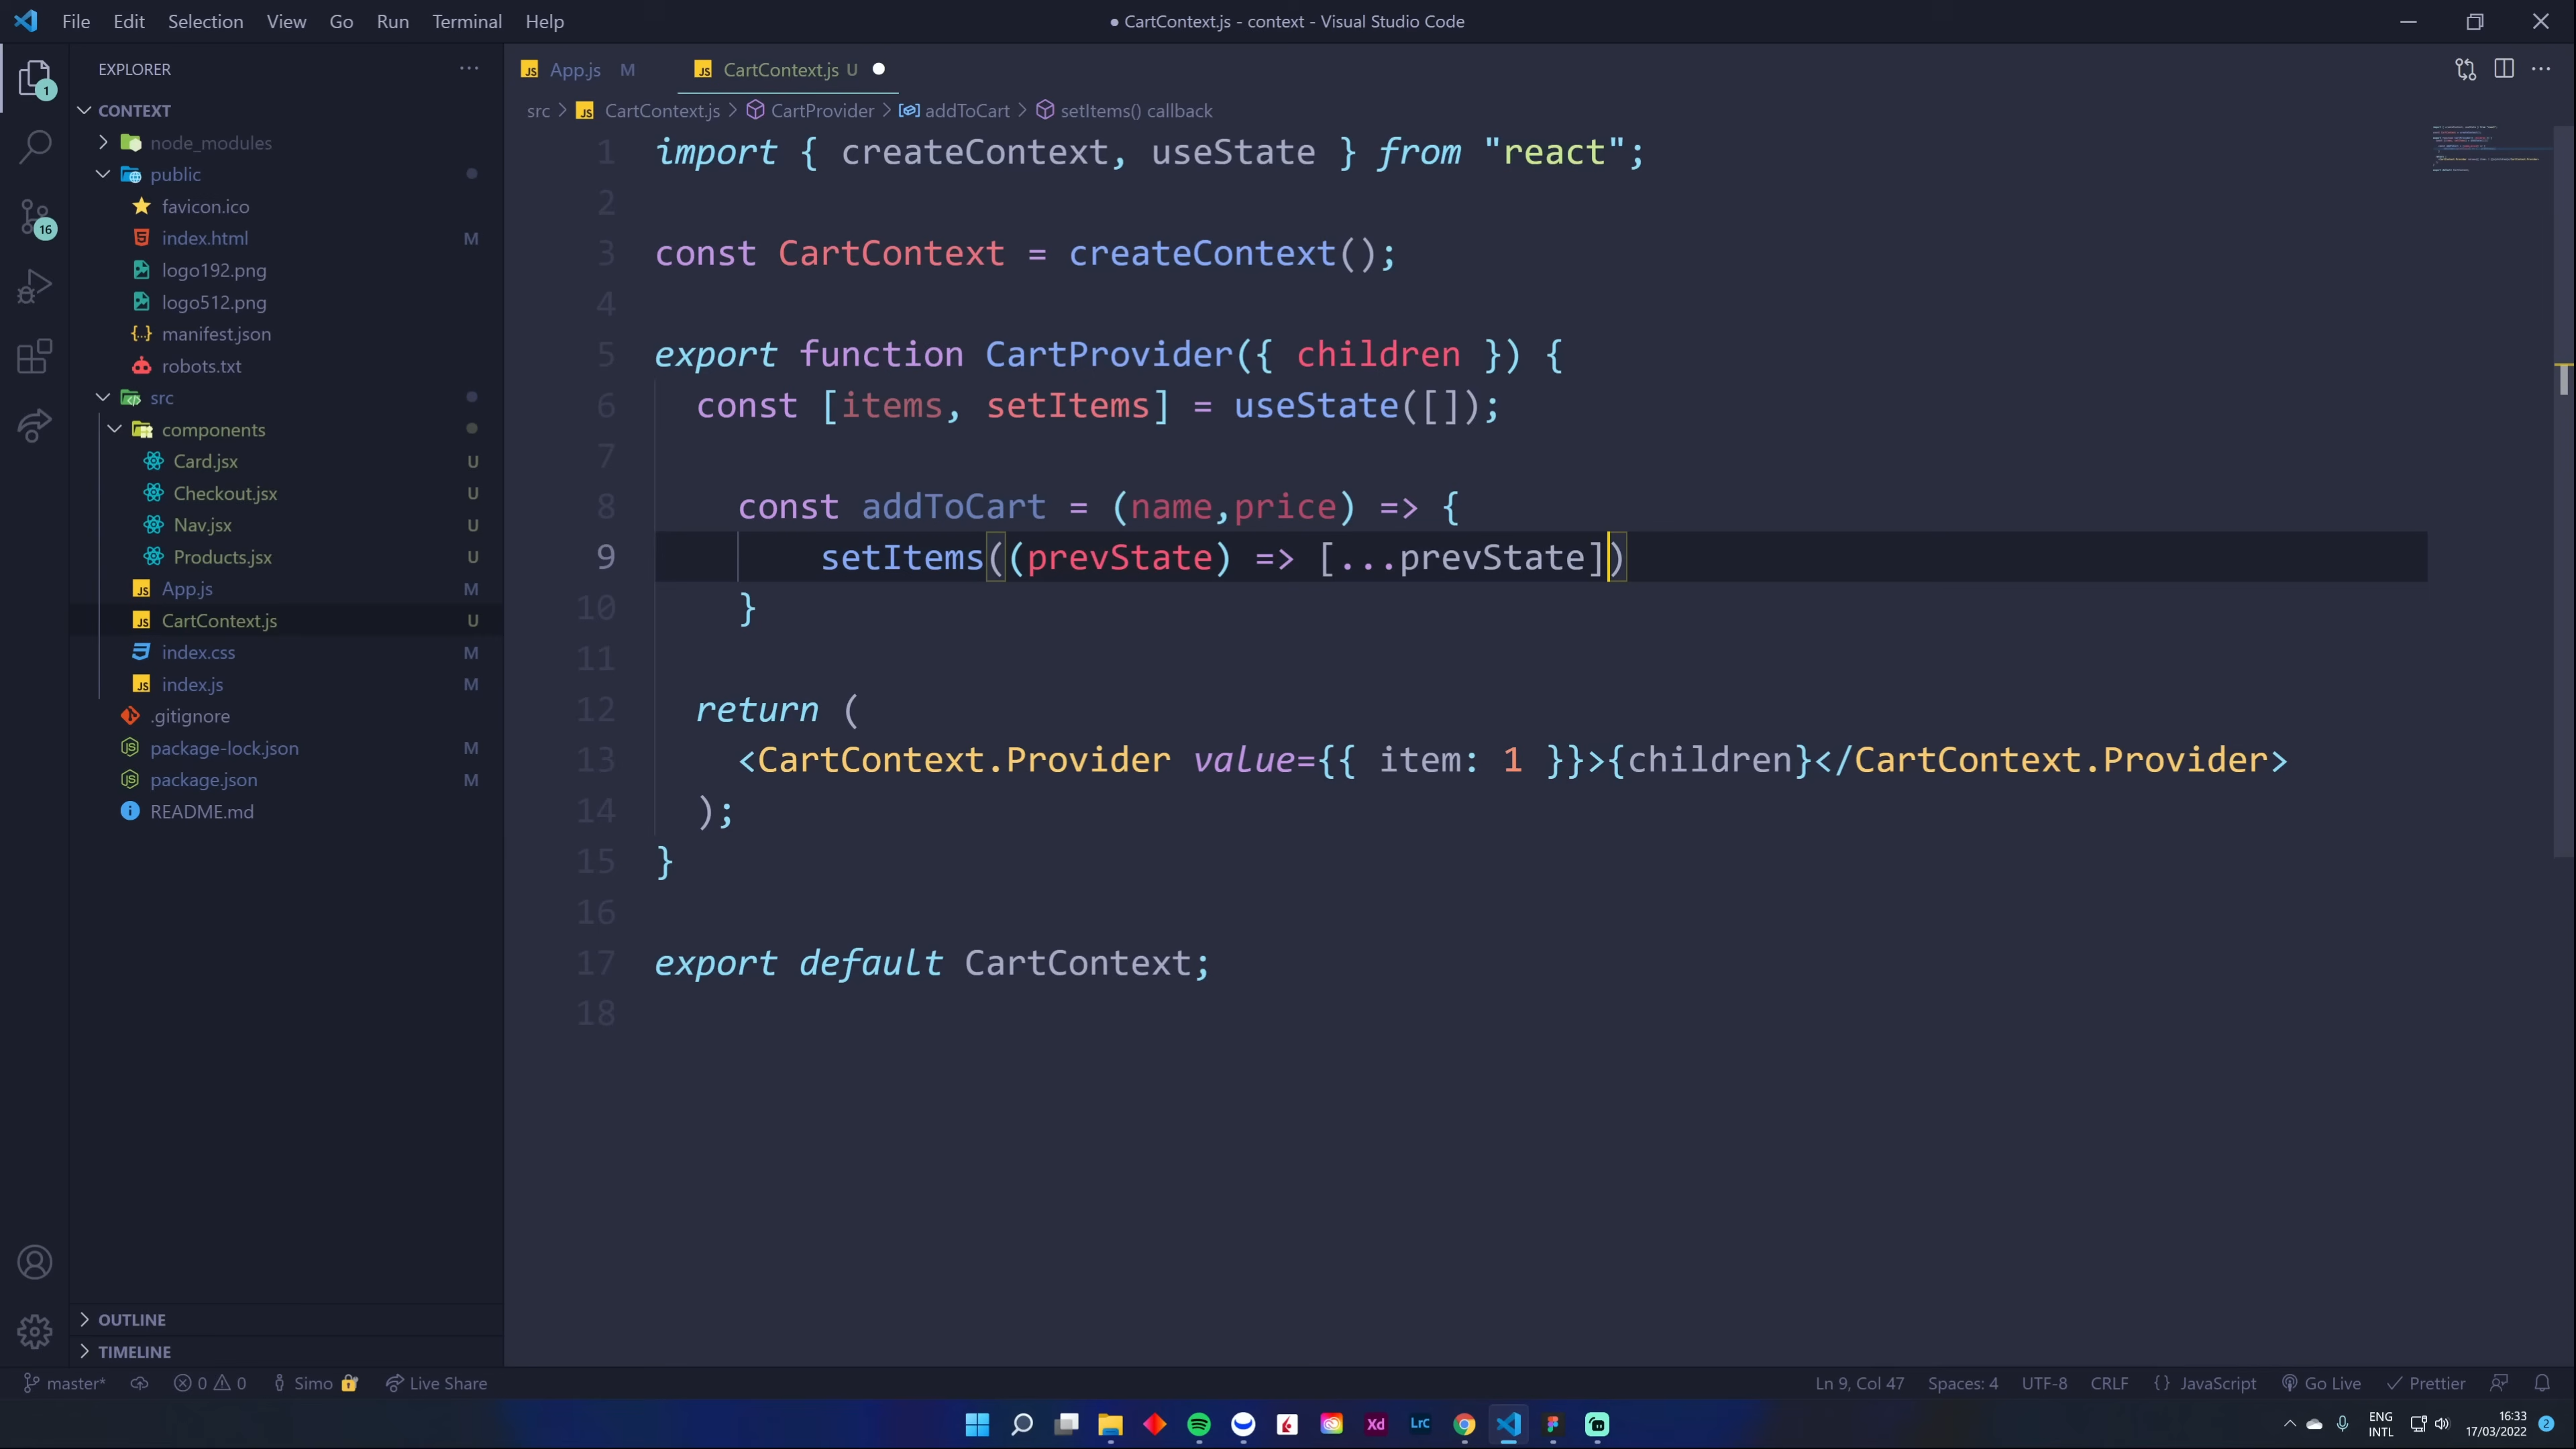 File Edit Selection View Go Run Terminal Help
● CartContext.js - context - Visual Studio Code
EXPLORER
CONTEXT
node_modules
public
favicon.ico
index.html M
logo192.png
logo512.png
manifest.json
robots.txt
src
components
Card.jsx U
Checkout.jsx U
Nav.jsx U
Products.jsx U
App.js M
CartContext.js U
index.css M
index.js M
.gitignore
package-lock.json M
package.json M
README.md
OUTLINE
TIMELINE
1
16
App.js M
CartContext.js U
src > CartContext.js > CartProvider > addToCart > setItems() callback
1 import { createContext, useState } from "react";
2
3 const CartContext = createContext();
4
5 export function CartProvider({ children }) {
6 const [items, setItems] = useState([]);
7
8 const addToCart = (name,price) => {
9 setItems((prevState) => [...prevState])
10 }
11
12 return (
13 <CartContext.Provider value={{ item: 1 }}>{children}</CartContext.Provider>
14 );
15 }
16
17 export default CartContext;
18
master* 0 0 Simo Live Share
Ln 9, Col 47 Spaces: 4 UTF-8 CRLF {} JavaScript Go Live Prettier
Xd LrC
ENG
INTL
16:33
17/03/2022
2